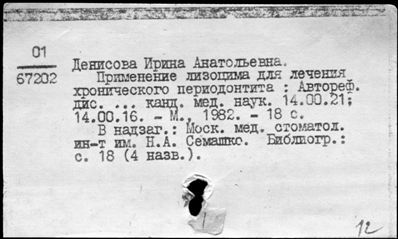 01
67202
Денисова Ирина Анатольевна.
Применение лизоцима для лечения
хронического периодонтита : Автореф.
дис. ... канд. мед. наук. 14.00.21;
14.00.16. - М., 1982. - 18 с.
В надзаг.: Моск. мед. стоматол.
ин-т им. Н.А. Семашко. Библиогр.:
с. 18 (4 назв.).
12